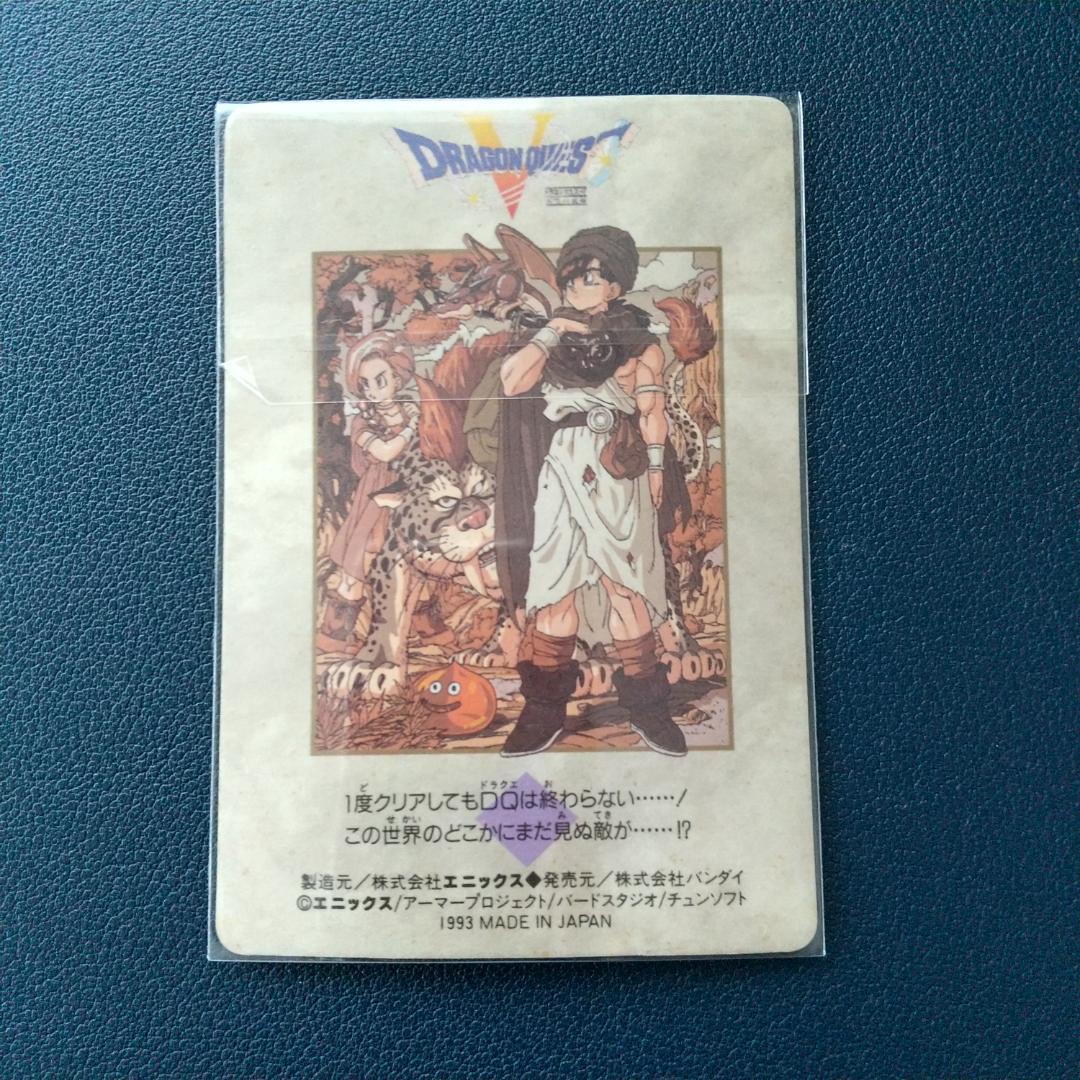 DRAGON QUEST V
1度クリアしてもDQは終わらない……!
この世界のどこかにまだ見ぬ敵が……!?
製造元/株式会社エニックス◆発売元/株式会社バンダイ
©エニックス/アーマープロジェクト/バードスタジオ/チュンソフト
1993 MADE IN JAPAN